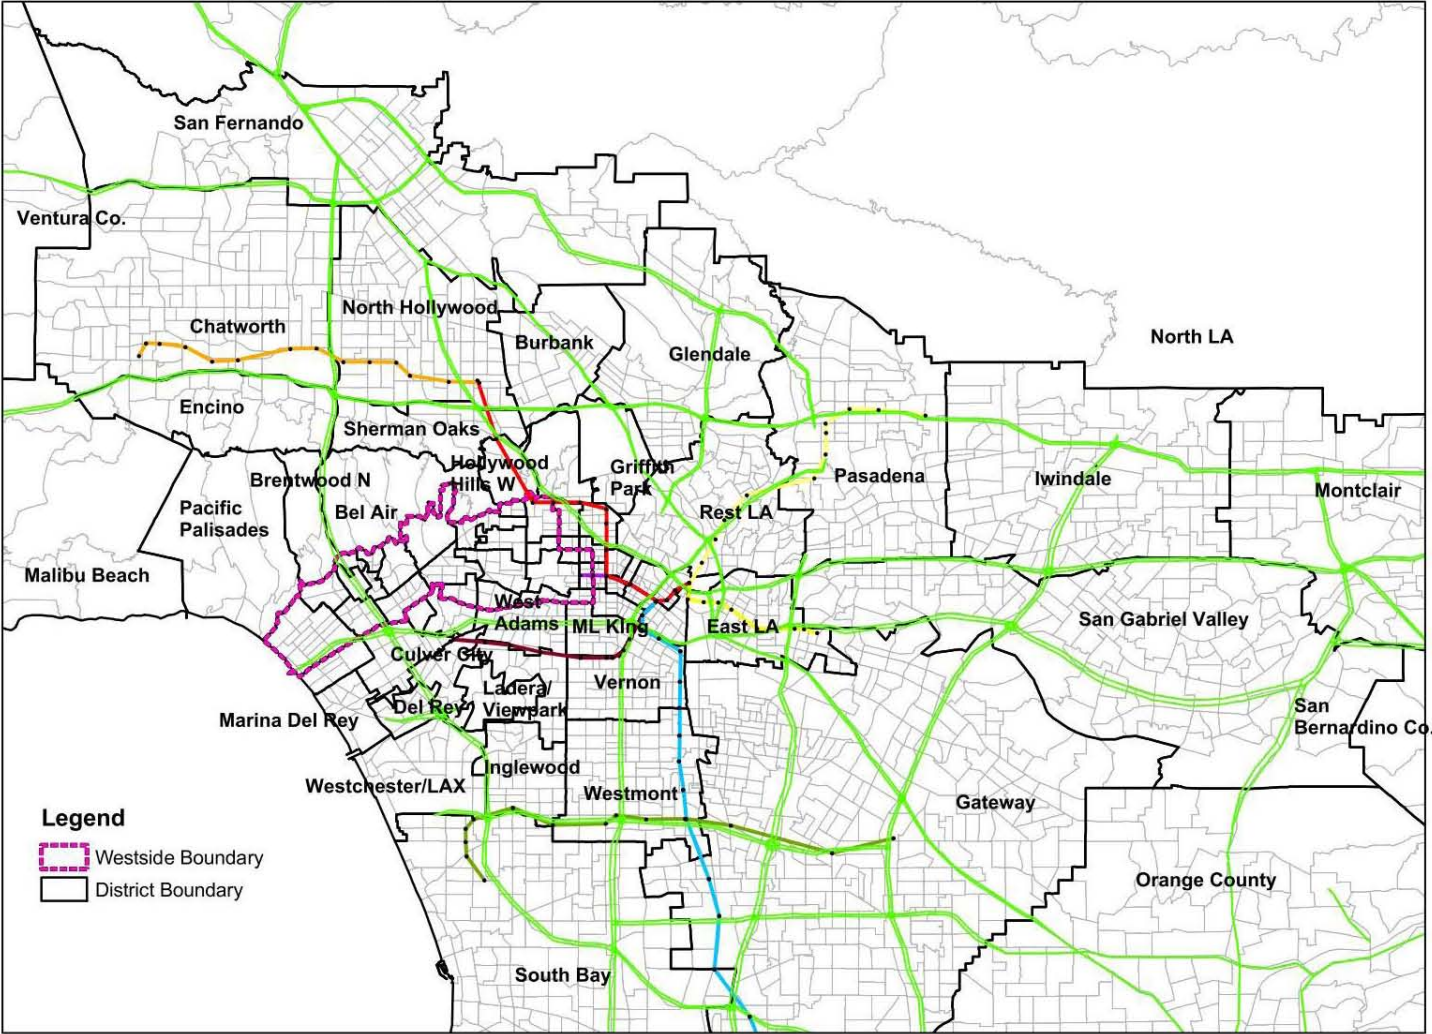 San Fernando
Ventura Co.
North Hollywood
Chatworth
Burbank
Glendale
North LA
Encino
Sherman Oaks
Hollywood
Hills W
Griffith
Park
Brentwood N
Pasadena
Iwindale
Montclair
Pacific
Palisades
Bel Air
Rest LA
Malibu Beach
West
Adams
ML King
East LA
San Gabriel Valley
Culver City
Vernon
Ladera/
Viewpark
Del Rey
Marina Del Rey
San
Bernardino Co.
Inglewood
Westchester/LAX
Westmont
Gateway
Legend
Westside Boundary
District Boundary
Orange County
South Bay